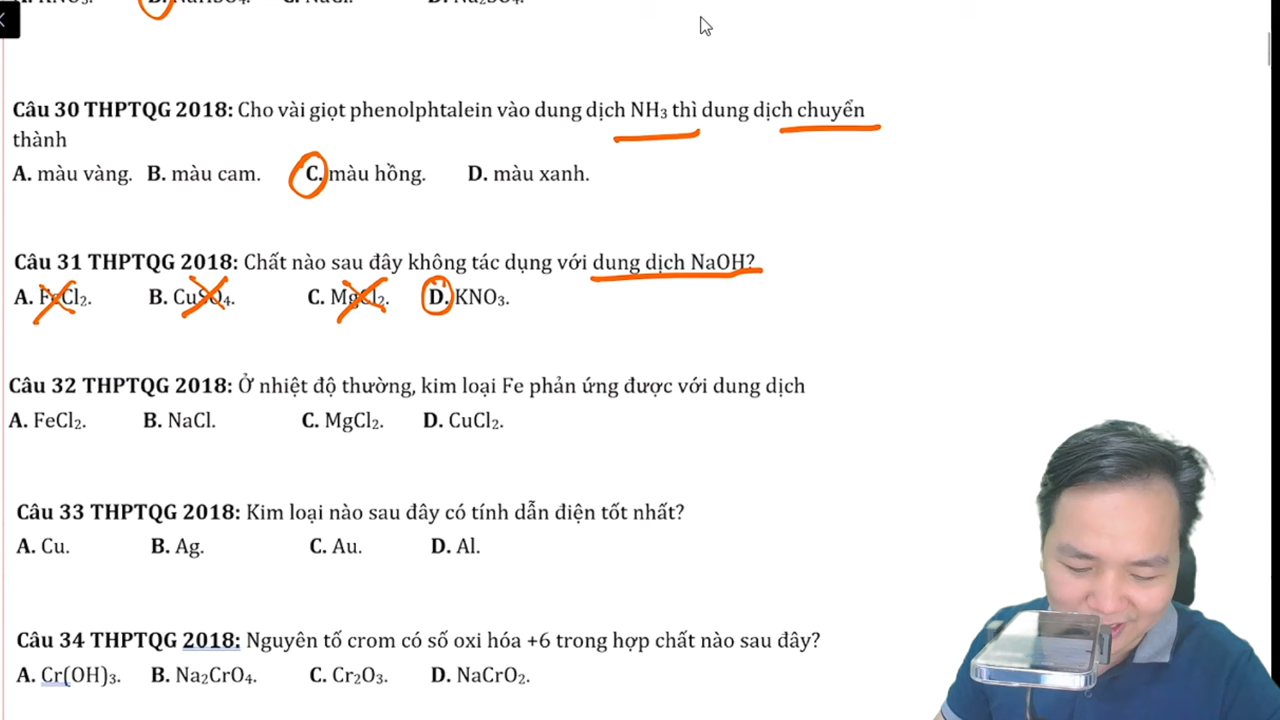 A. KNO₃. B. NaHSO₄. C. NaCl. D. Na₂SO₄.
Câu 30 THPTQG 2018: Cho vài giọt phenolphtalein vào dung dịch NH₃ thì dung dịch chuyển
thành
A. màu vàng. B. màu cam. C. màu hồng. D. màu xanh.
Câu 31 THPTQG 2018: Chất nào sau đây không tác dụng với dung dịch NaOH?
A. FeCl₂. B. CuSO₄. C. MgCl₂. D. KNO₃.
Câu 32 THPTQG 2018: Ở nhiệt độ thường, kim loại Fe phản ứng được với dung dịch
A. FeCl₂. B. NaCl. C. MgCl₂. D. CuCl₂.
Câu 33 THPTQG 2018: Kim loại nào sau đây có tính dẫn điện tốt nhất?
A. Cu. B. Ag. C. Au. D. Al.
Câu 34 THPTQG 2018: Nguyên tố crom có số oxi hóa +6 trong hợp chất nào sau đây?
A. Cr(OH)₃. B. Na₂CrO₄. C. Cr₂O₃. D. NaCrO₂.